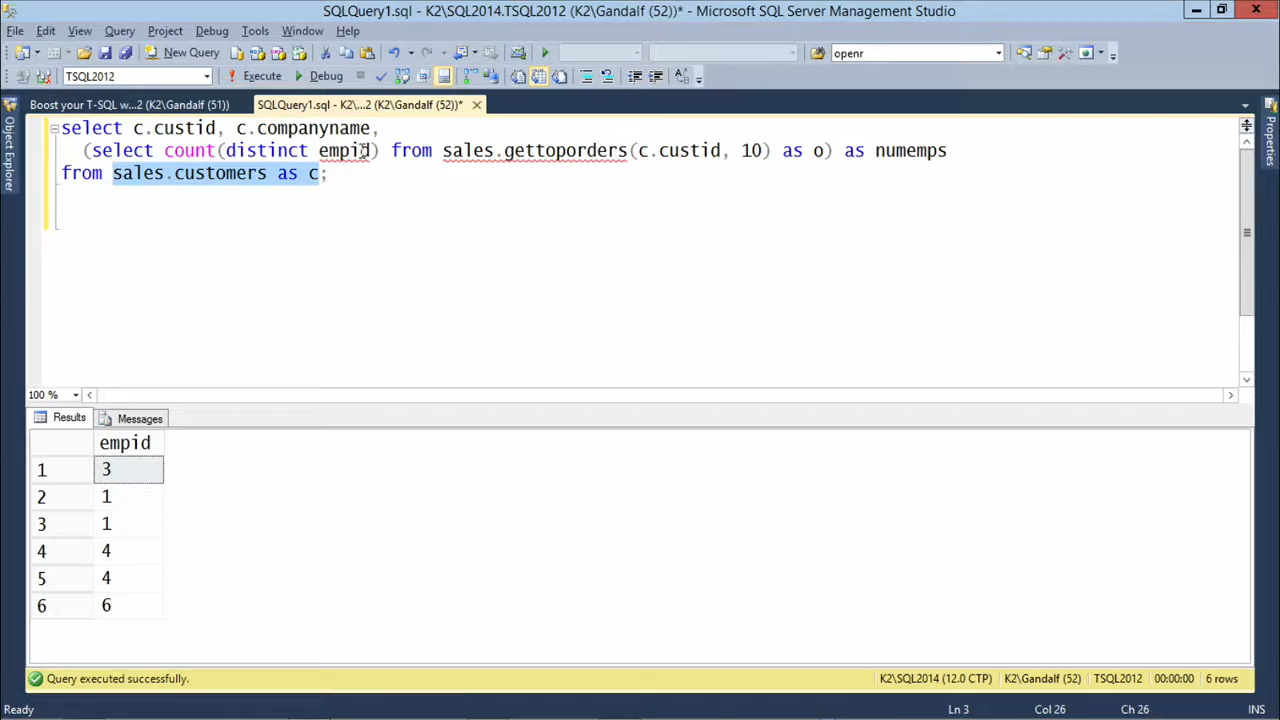 SQLQuery1.sql - K2\SQL2014.TSQL2012 (K2\Gandalf (52))* - Microsoft SQL Server Management Studio
File Edit View Query Project Debug Tools Window Help
New Query openr
TSQL2012 Execute Debug
Object Explorer
Boost your T-SQL w...2 (K2\Gandalf (51)) SQLQuery1.sql - K2\...2 (K2\Gandalf (52))*
Properties
select c.custid, c.companyname,
(select count(distinct empid) from sales.gettoporders(c.custid, 10) as o) as numemps
from sales.customers as c;
100 %
Results Messages
empid
1 3
2 1
3 1
4 4
5 4
6 6
Query executed successfully. K2\SQL2014 (12.0 CTP) K2\Gandalf (52) TSQL2012 00:00:00 6 rows
Ready Ln 3 Col 26 Ch 26 INS